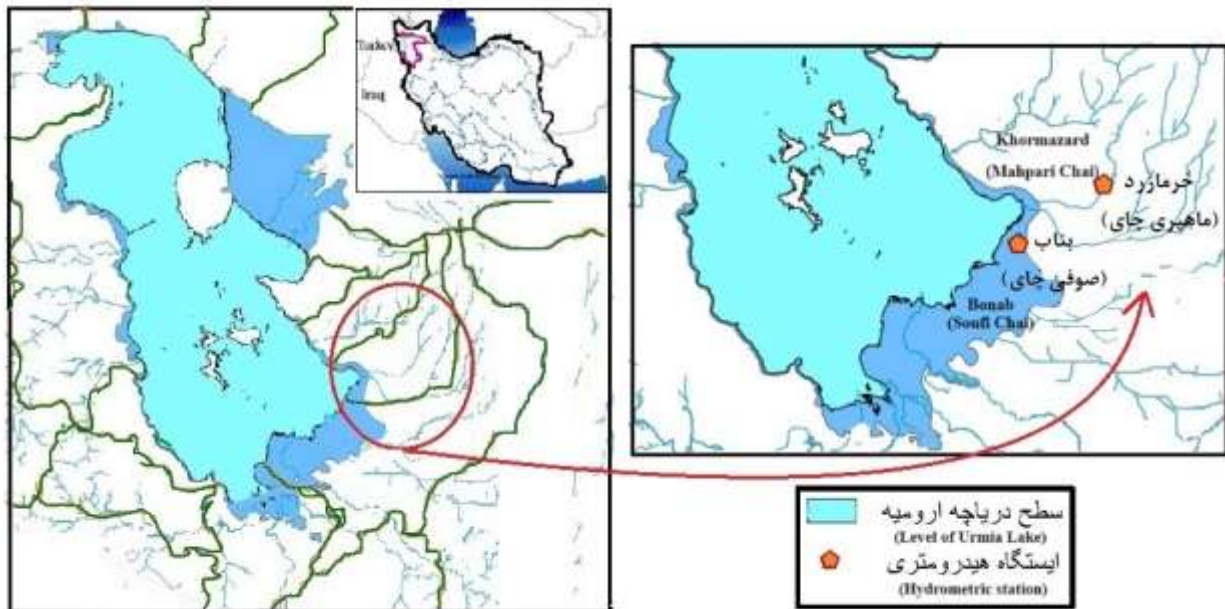 Turkey
Iraq
Khormazard
(Mahpari Chai)
خرمازرد
(ماهپری چای)
بناب
(صوفی چای)
Bonab
(Soufi Chai)
سطح دریاچه ارومیه
(Level of Urmia Lake)
ایستگاه هیدرومتری
(Hydrometric station)